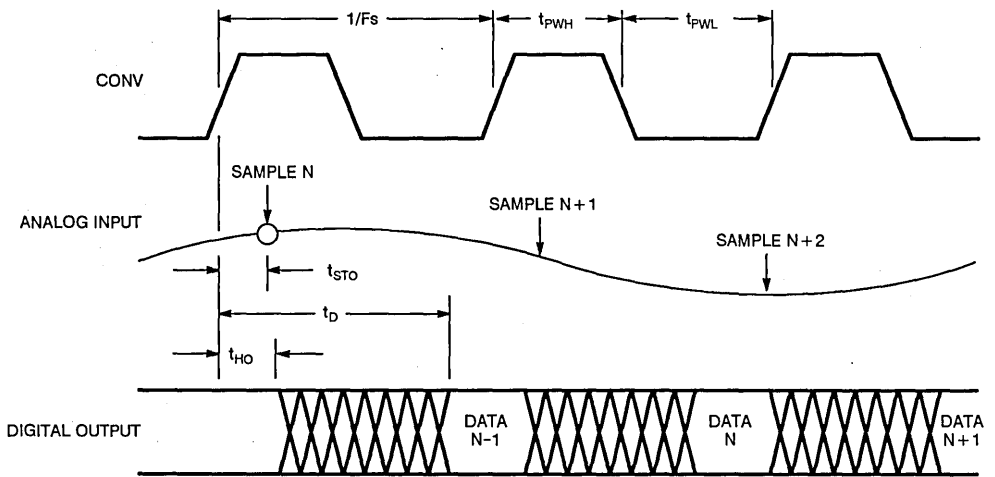 1/Fs
tPWH
tPWL
CONV
SAMPLE N
ANALOG INPUT
SAMPLE N+1
SAMPLE N+2
tSTO
tD
tHO
DIGITAL OUTPUT
DATA
N-1
DATA
N
DATA
N+1